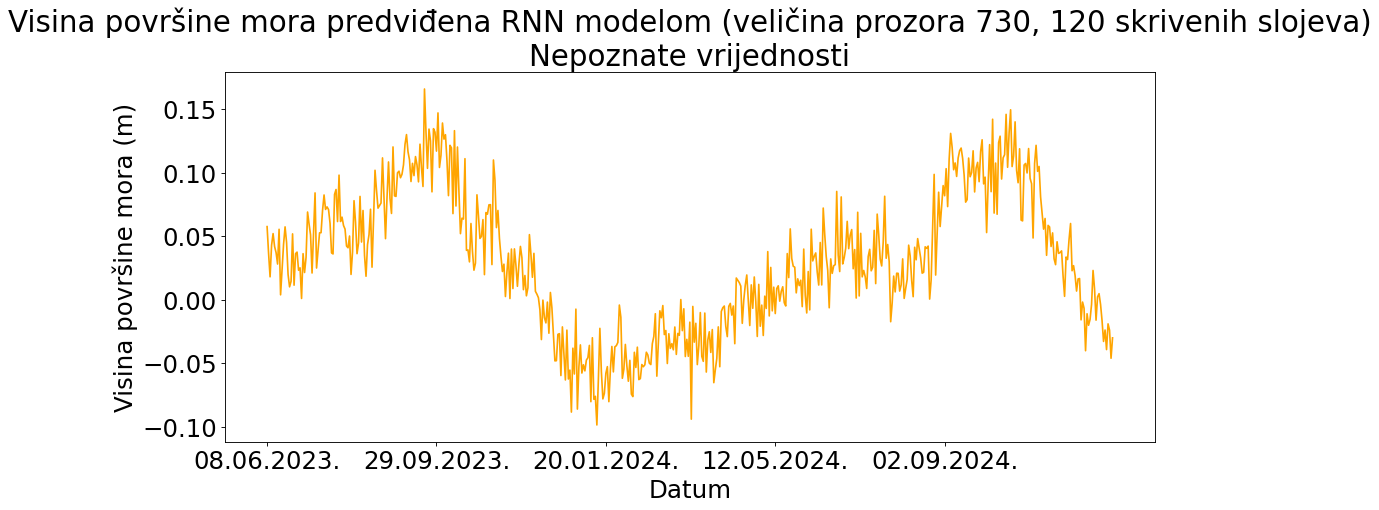 Visina površine mora predviđena RNN modelom (veličina prozora 730, 120 skrivenih slojeva)
Nepoznate vrijednosti
Visina površine mora (m)
0.15
0.10
0.05
0.00
−0.05
−0.10
08.06.2023. 29.09.2023. 20.01.2024. 12.05.2024. 02.09.2024.
Datum